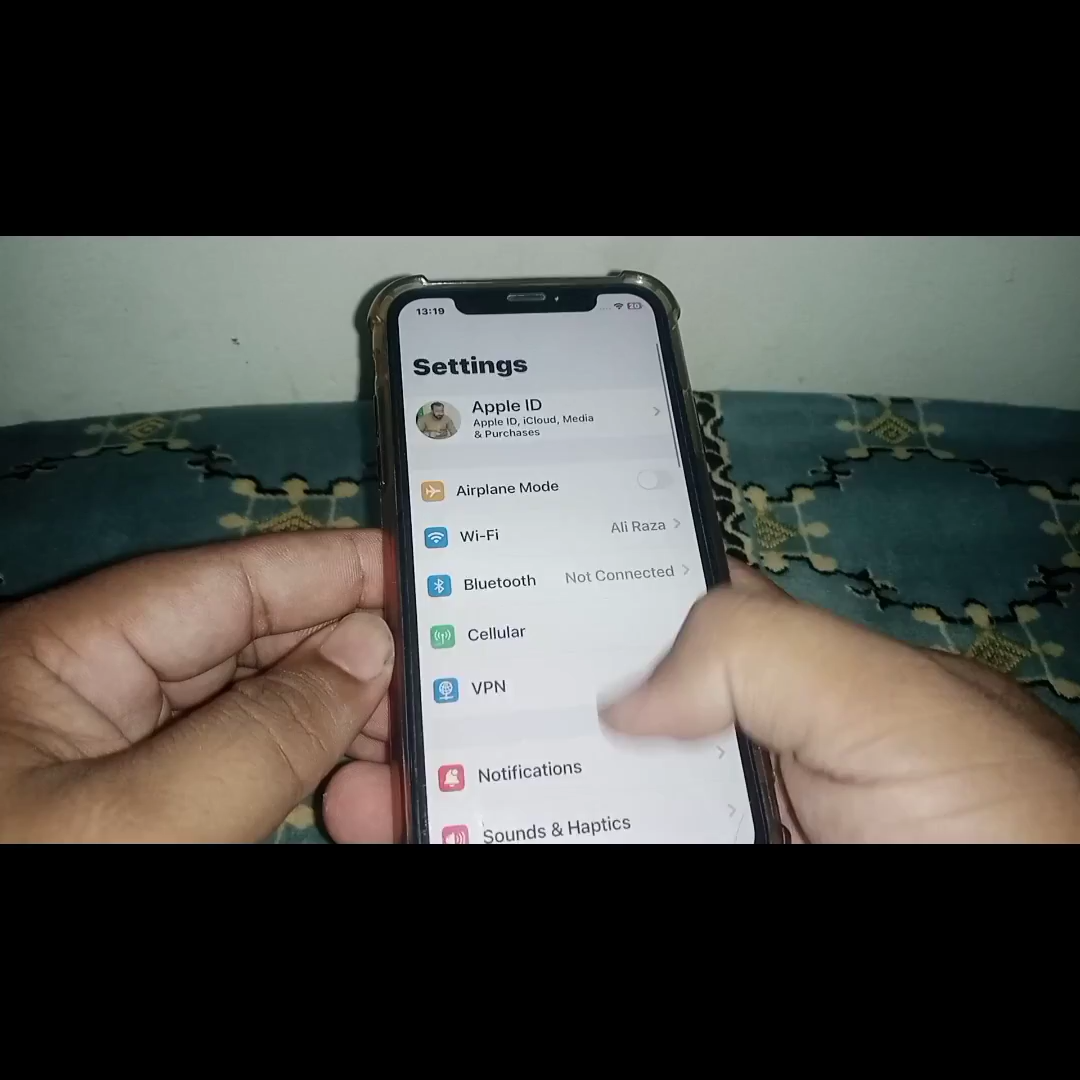 13:19
20
Settings
Apple ID
Apple ID, iCloud, Media
& Purchases
Airplane Mode
Wi-Fi
Ali Raza
Bluetooth
Not Connected
Cellular
VPN
Notifications
Sounds & Haptics